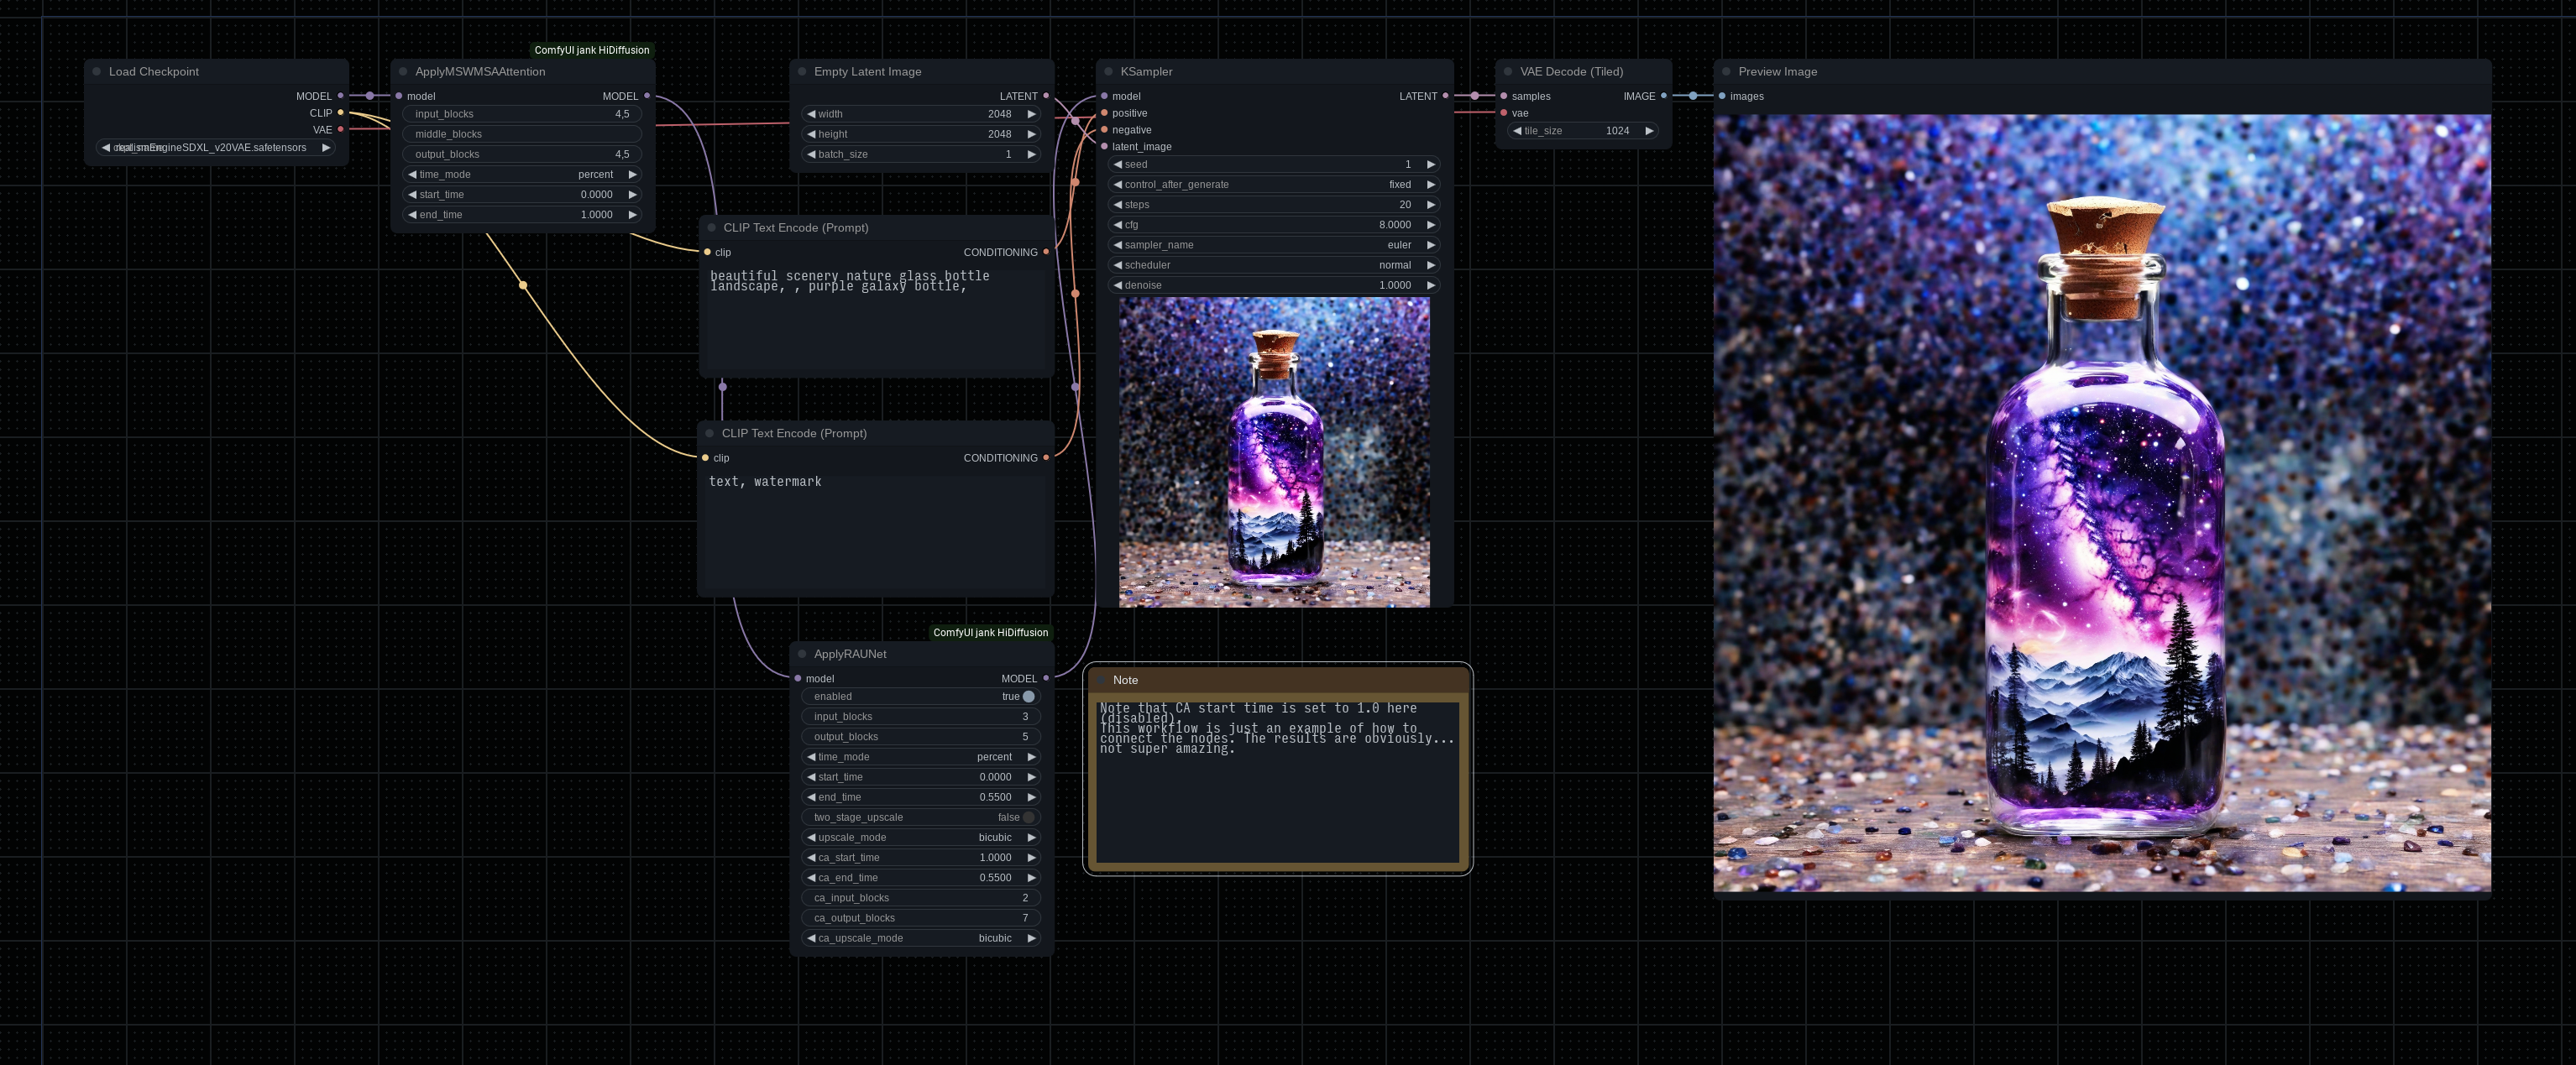 Load Checkpoint
MODEL
CLIP
VAE
EngineSDXL_v20VAE.safetensors
ComfyUI jank HiDiffusion
ApplyMSWMSAAttention
model MODEL
input_blocks 4,5
middle_blocks
output_blocks 4,5
time_mode percent
start_time 0.0000
end_time 1.0000
Empty Latent Image
LATENT
width 2048
height 2048
batch_size 1
CLIP Text Encode (Prompt)
clip CONDITIONING
beautiful scenery nature glass bottle
landscape, , purple galaxy bottle,
CLIP Text Encode (Prompt)
clip CONDITIONING
text, watermark
ComfyUI jank HiDiffusion
ApplyRAUNet
model MODEL
enabled true
input_blocks 3
output_blocks 5
time_mode percent
start_time 0.0000
end_time 0.5500
two_stage_upscale false
upscale_mode bicubic
ca_start_time 1.0000
ca_end_time 0.5500
ca_input_blocks 2
ca_output_blocks 7
ca_upscale_mode bicubic
KSampler
model LATENT
positive
negative
latent_image
seed 1
control_after_generate fixed
steps 20
cfg 8.0000
sampler_name euler
scheduler normal
denoise 1.0000
Note
Note that CA start time is set to 1.0 here
(disabled).
This workflow is just an example of how to
connect the nodes. The results are obviously...
not super amazing.
VAE Decode (Tiled)
samples IMAGE
vae
tile_size 1024
Preview Image
images